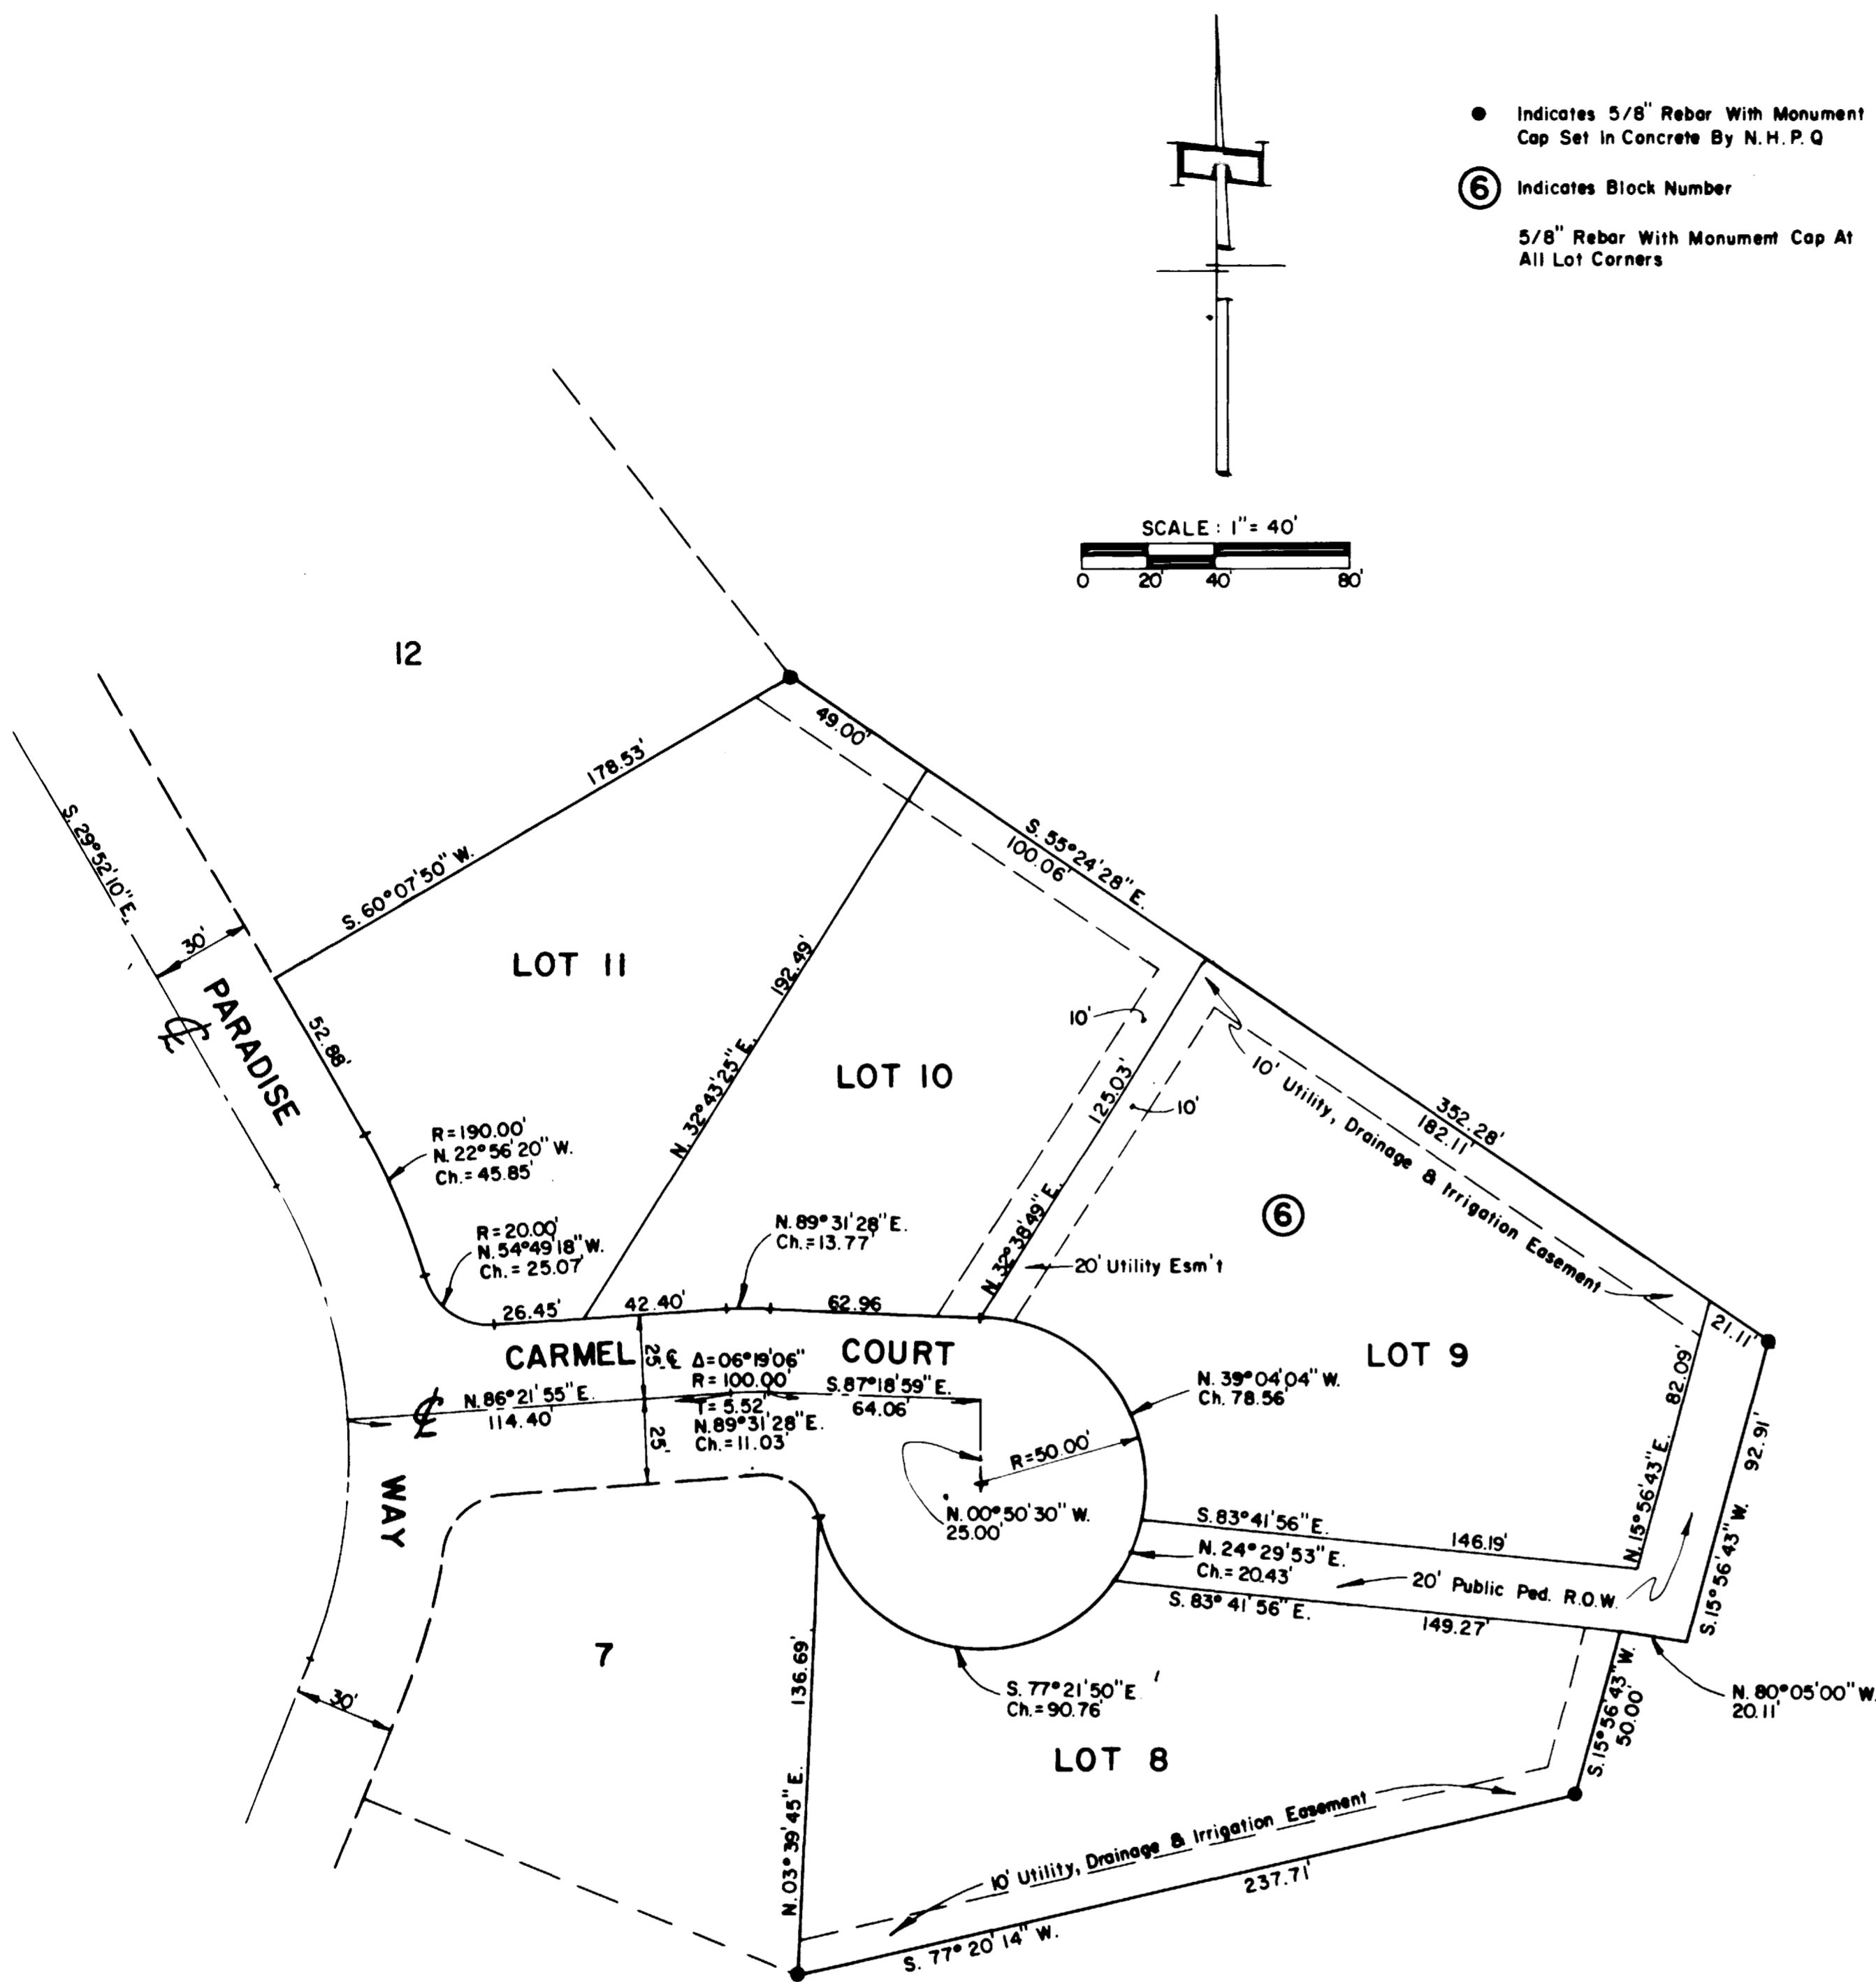 ● Indicates 5/8" Rebar With Monument
Cap Set In Concrete By N.H.P.Q
6 Indicates Block Number
5/8" Rebar With Monument Cap At
All Lot Corners
SCALE : 1" = 40'
0 20' 40' 80'
12
49.00'
178.53'
S. 60°07'50" W.
S. 29°52'10" E.
30'
S. 55°24'28" E.
100.06'
LOT 11
192.49'
N. 32°43'25" E.
PARADISE
52.88'
10'
LOT 10
125.03'
10'
N. 32°38'49" E.
10' Utility, Drainage & Irrigation Easement
352.28'
182.11'
R=190.00'
N. 22°56'20" W.
Ch.=45.85'
6
R=20.00'
N. 54°49'18" W.
Ch. = 25.07'
N. 89°31'28" E.
Ch.=13.77'
20' Utility Esm't
26.45'
42.40'
62.96
21.11'
CARMEL
COURT
LOT 9
82.09'
N. 15°56'43" E.
25'
℄
Δ=06°19'06"
R=100.00'
T= 5.52'
N. 89°31'28" E.
Ch.=11.03'
N. 86°21'55" E.
114.40'
℄
25'
S. 87°18'59" E.
64.06'
N. 39°04'04" W.
Ch. 78.56'
92.91'
S. 15°56'43" W.
R=50.00'
N. 00°50'30" W.
25.00'
WAY
S. 83°41'56" E.
146.19'
N. 24°29'53" E.
Ch.= 20.43'
20' Public Ped. R.O.W.
S. 83°41'56" E.
149.27'
7
136.69'
N. 03°39'45" E.
30'
S. 77°21'50" E.
Ch.= 90.76'
S. 15°56'43" W.
50.00'
N. 80°05'00" W.
20.11'
LOT 8
10' Utility, Drainage & Irrigation Easement
237.71'
S. 77°20'14" W.
℄